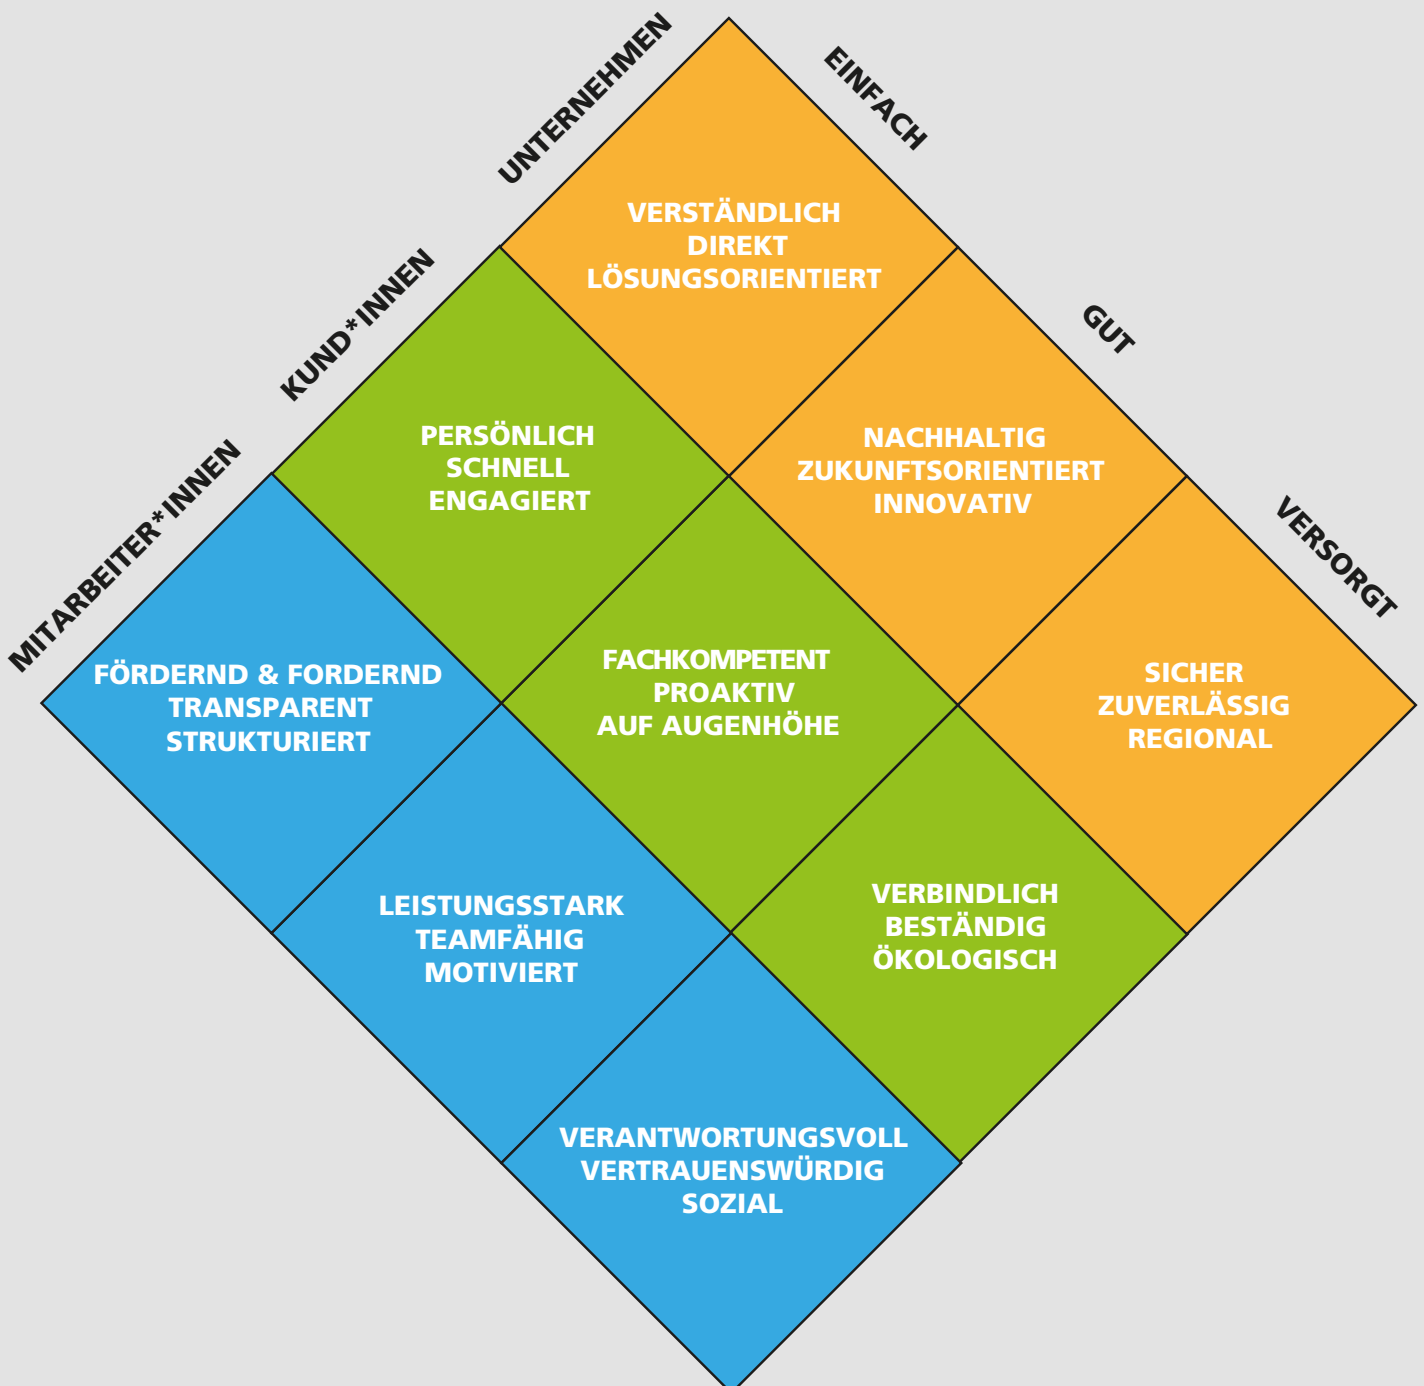 UNTERNEHMEN
KUND*INNEN
MITARBEITER*INNEN
EINFACH
GUT
VERSORGT
VERSTÄNDLICH
DIREKT
LÖSUNGSORIENTIERT
PERSÖNLICH
SCHNELL
ENGAGIERT
NACHHALTIG
ZUKUNFTSORIENTIERT
INNOVATIV
FÖRDERND & FORDERND
TRANSPARENT
STRUKTURIERT
FACHKOMPETENT
PROAKTIV
AUF AUGENHÖHE
SICHER
ZUVERLÄSSIG
REGIONAL
LEISTUNGSSTARK
TEAMFÄHIG
MOTIVIERT
VERBINDLICH
BESTÄNDIG
ÖKOLOGISCH
VERANTWORTUNGSVOLL
VERTRAUENSWÜRDIG
SOZIAL